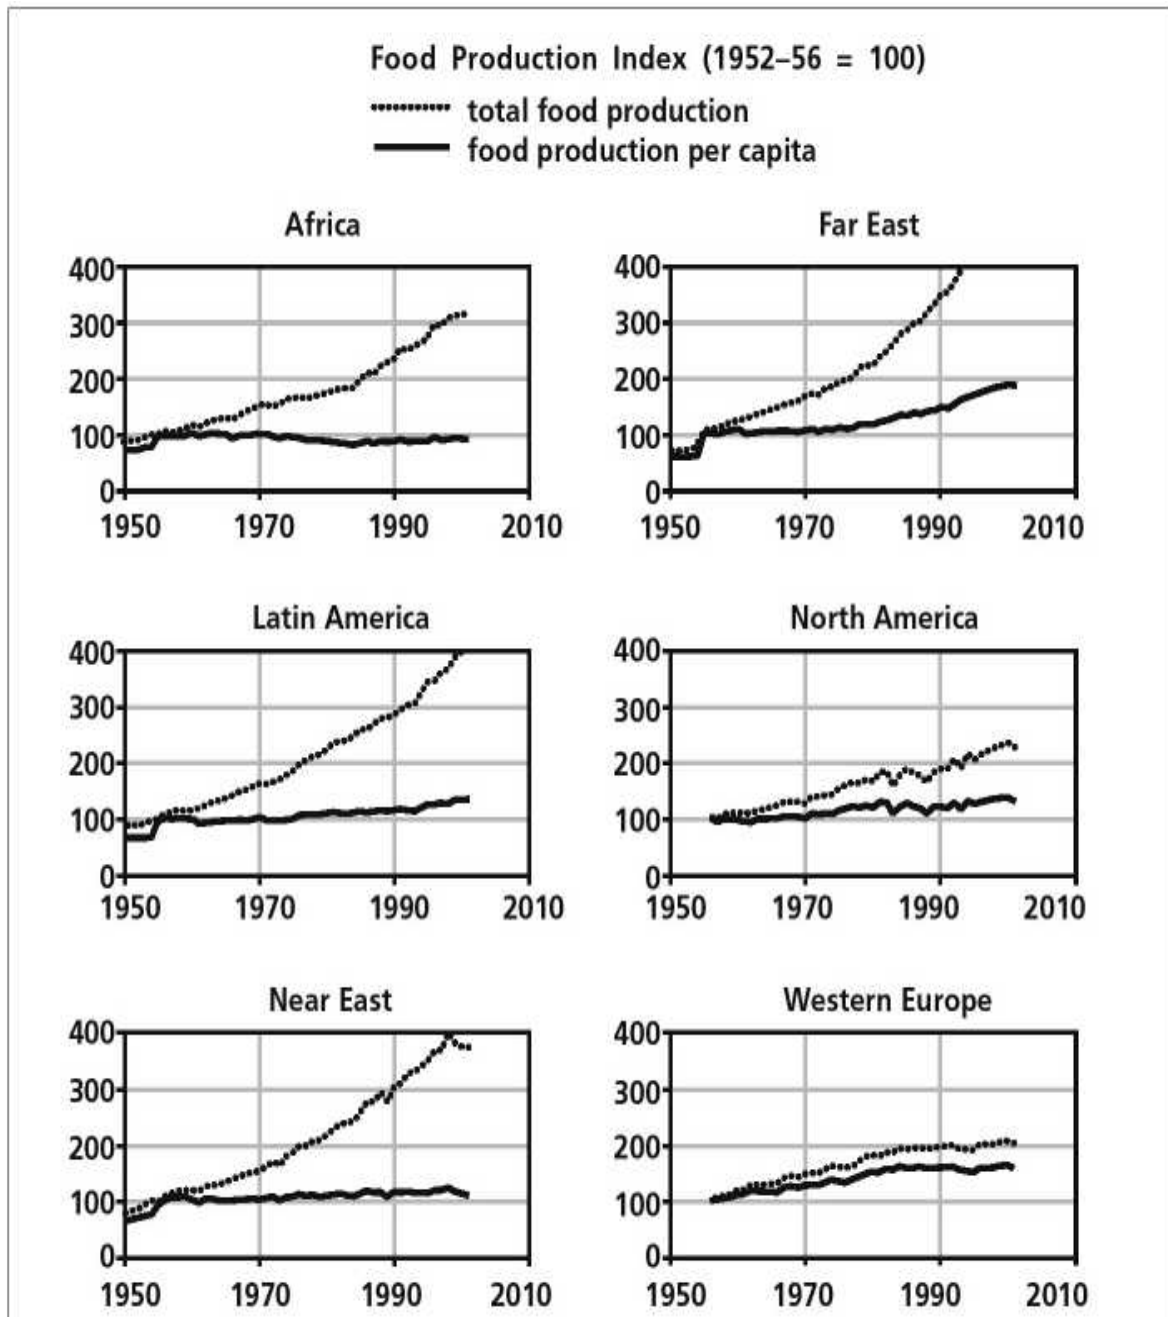 Food Production Index (1952–56 = 100)
total food production
food production per capita
Africa
400
300
200
100
0
1950 1970 1990 2010
Far East
400
300
200
100
0
1950 1970 1990 2010
Latin America
400
300
200
100
0
1950 1970 1990 2010
North America
400
300
200
100
0
1950 1970 1990 2010
Near East
400
300
200
100
0
1950 1970 1990 2010
Western Europe
400
300
200
100
0
1950 1970 1990 2010